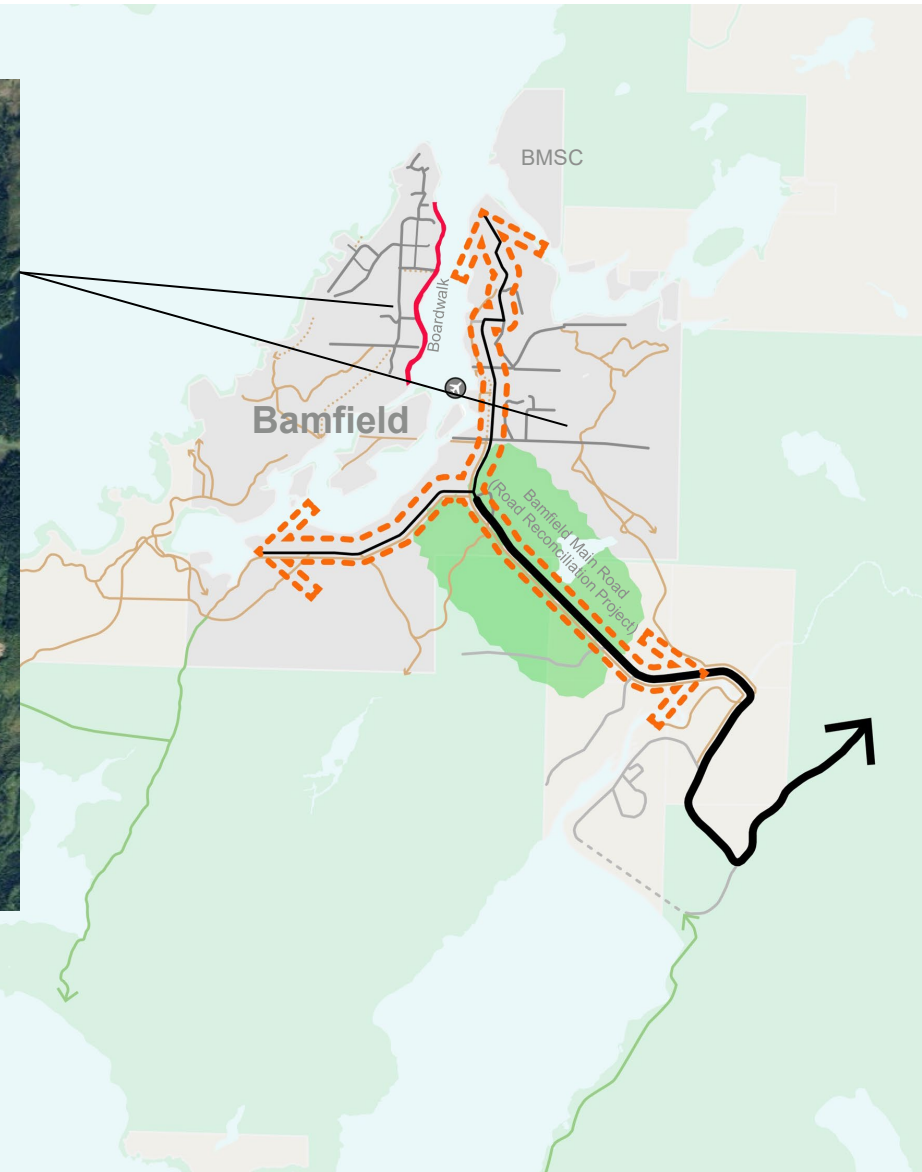 BMSC
Boardwalk
Bamfield
Bamfield Main Road
(Road Reconciliation Project)